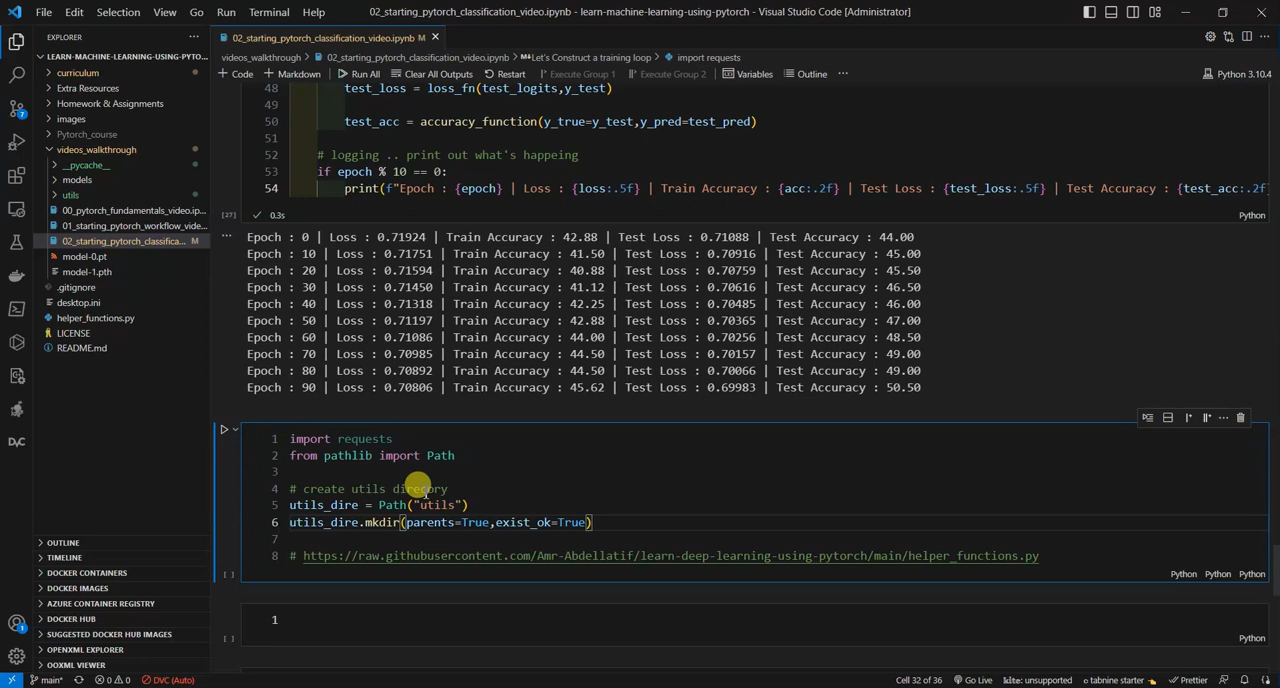 File Edit Selection View Go Run Terminal Help 02_starting_pytorch_classification_video.ipynb - learn-machine-learning-using-pytorch - Visual Studio Code [Administrator]
EXPLORER
02_starting_pytorch_classification_video.ipynb M
LEARN-MACHINE-LEARNING-USING-PYTO...
videos_walkthrough > 02_starting_pytorch_classification_video.ipynb > Let's Construct a training loop > import requests
+ Code + Markdown Run All Clear All Outputs Restart Execute Group 1 Execute Group 2 Variables Outline ... Python 3.10.4
curriculum
Extra Resources
Homework & Assignments
images
Pytorch_course
videos_walkthrough
__pycache__
models
utils
00_pytorch_fundamentals_video.ip...
01_starting_pytorch_workflow_vide...
02_starting_pytorch_classifica... M
model-0.pt
model-1.pth
.gitignore
desktop.ini
helper_functions.py
LICENSE
README.md
OUTLINE
TIMELINE
DOCKER CONTAINERS
DOCKER IMAGES
AZURE CONTAINER REGISTRY
DOCKER HUB
SUGGESTED DOCKER HUB IMAGES
OPENXML EXPLORER
OOXML VIEWER
48 test_loss = loss_fn(test_logits,y_test)
49
50 test_acc = accuracy_function(y_true=y_test,y_pred=test_pred)
51
52 # logging .. print out what's happeing
53 if epoch % 10 == 0:
54 print(f"Epoch : {epoch} | Loss : {loss:.5f} | Train Accuracy : {acc:.2f} | Test Loss : {test_loss:.5f} | Test Accuracy : {test_acc:.2f
[27] 0.3s Python
Epoch : 0 | Loss : 0.71924 | Train Accuracy : 42.88 | Test Loss : 0.71088 | Test Accuracy : 44.00
Epoch : 10 | Loss : 0.71751 | Train Accuracy : 41.50 | Test Loss : 0.70916 | Test Accuracy : 45.00
Epoch : 20 | Loss : 0.71594 | Train Accuracy : 40.88 | Test Loss : 0.70759 | Test Accuracy : 45.50
Epoch : 30 | Loss : 0.71450 | Train Accuracy : 41.12 | Test Loss : 0.70616 | Test Accuracy : 46.50
Epoch : 40 | Loss : 0.71318 | Train Accuracy : 42.25 | Test Loss : 0.70485 | Test Accuracy : 46.00
Epoch : 50 | Loss : 0.71197 | Train Accuracy : 42.88 | Test Loss : 0.70365 | Test Accuracy : 47.00
Epoch : 60 | Loss : 0.71086 | Train Accuracy : 44.00 | Test Loss : 0.70256 | Test Accuracy : 48.50
Epoch : 70 | Loss : 0.70985 | Train Accuracy : 44.50 | Test Loss : 0.70157 | Test Accuracy : 49.00
Epoch : 80 | Loss : 0.70892 | Train Accuracy : 44.50 | Test Loss : 0.70066 | Test Accuracy : 49.00
Epoch : 90 | Loss : 0.70806 | Train Accuracy : 45.62 | Test Loss : 0.69983 | Test Accuracy : 50.50
1 import requests
2 from pathlib import Path
3
4 # create utils direcory
5 utils_dire = Path("utils")
6 utils_dire.mkdir(parents=True,exist_ok=True)
7
8 # https://raw.githubusercontent.com/Amr-Abdellatif/learn-deep-learning-using-pytorch/main/helper_functions.py
[ ] Python Python Python
1
[ ] Python
main* 0 0 DVC (Auto) Cell 32 of 36 Go Live kite: unsupported tabnine starter Prettier